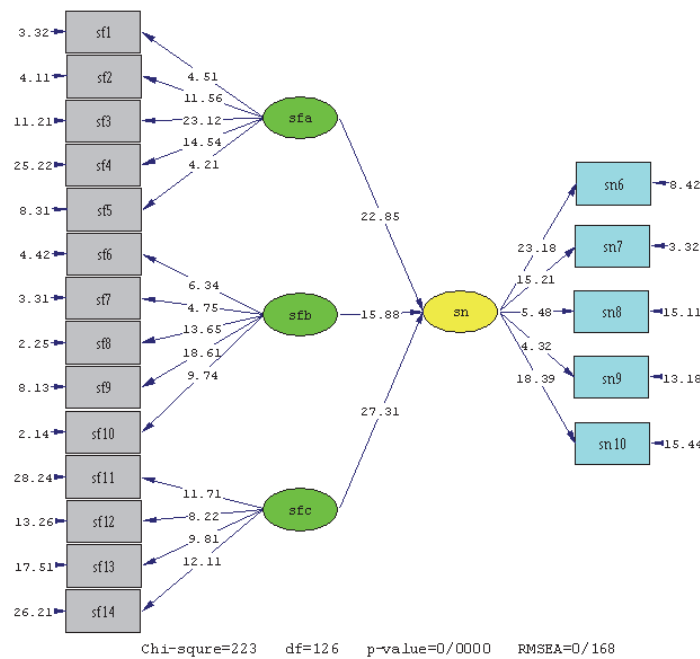 3.32 sf1
4.51
4.11 sf2
11.56
11.21 sf3
23.12
sfa
14.54
25.22 sf4
4.21
8.31 sf5
22.85
sn6 8.42
4.42 sf6
23.18
sn7 3.32
15.21
6.34
3.31 sf7
4.75
sfb
15.88
sn
5.48
sn8
15.11
13.65
2.25 sf8
4.32
18.61
8.13 sf9
9.74
18.39
sn9 13.18
2.14 sf10
27.31
sn10 15.44
28.24 sf11
11.71
sfc
8.22
13.26 sf12
9.81
17.51 sf13
12.11
26.21 sf14
Chi-squre=223 df=126 p-value=0/0000 RMSEA=0/168